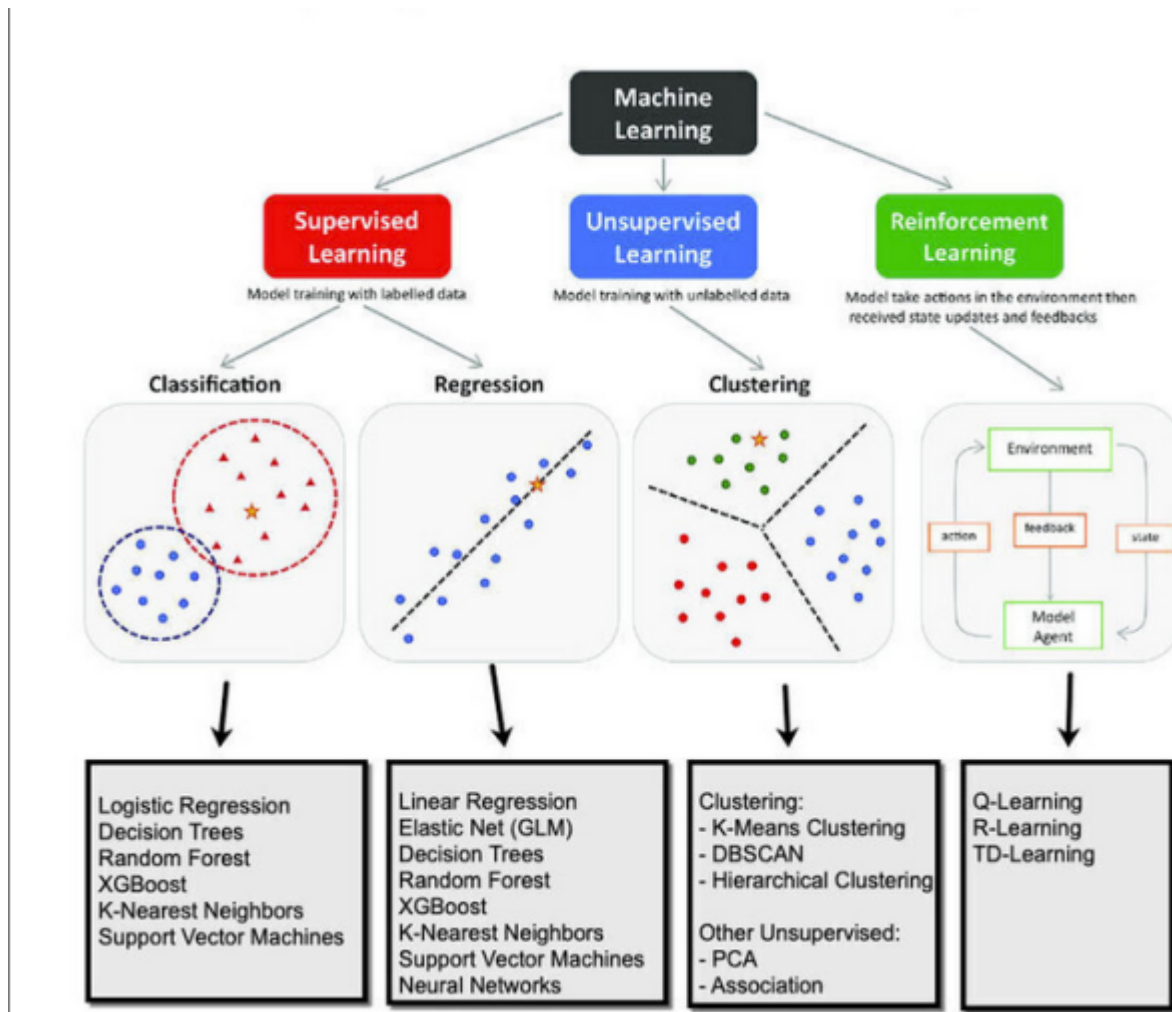 Machine
Learning
Supervised
Learning
Unsupervised
Learning
Reinforcement
Learning
Model training with labelled data
Model training with unlabelled data
Model take actions in the environment then
received state updates and feedbacks
Classification
Regression
Clustering
Environment
action
feedback
state
Model
Agent
Logistic Regression
Decision Trees
Random Forest
XGBoost
K-Nearest Neighbors
Support Vector Machines
Linear Regression
Elastic Net (GLM)
Decision Trees
Random Forest
XGBoost
K-Nearest Neighbors
Support Vector Machines
Neural Networks
Clustering:
- K-Means Clustering
- DBSCAN
- Hierarchical Clustering
Other Unsupervised:
- PCA
- Association
Q-Learning
R-Learning
TD-Learning